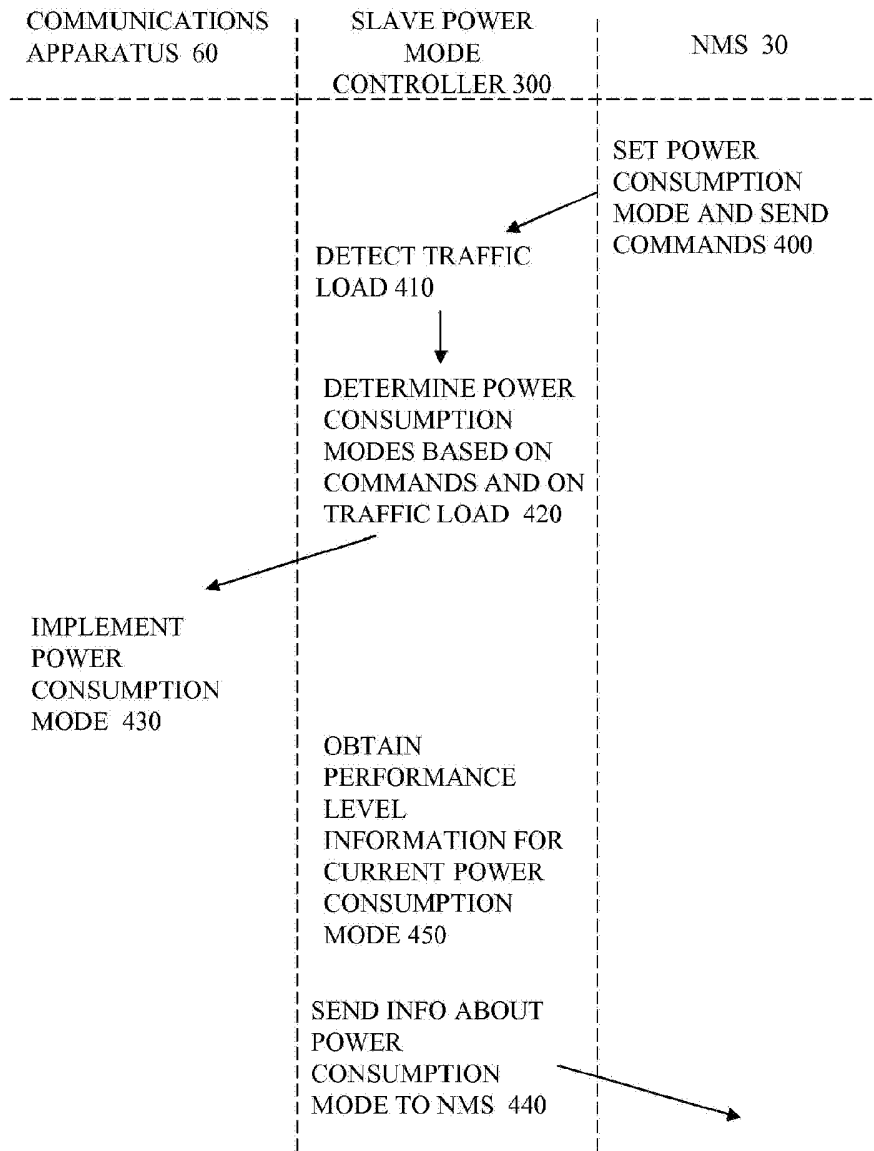 COMMUNICATIONS
APPARATUS 60
SLAVE POWER
MODE
CONTROLLER 300
NMS 30
SET POWER
CONSUMPTION
MODE AND SEND
COMMANDS 400
DETECT TRAFFIC
LOAD 410
DETERMINE POWER
CONSUMPTION
MODES BASED ON
COMMANDS AND ON
TRAFFIC LOAD 420
IMPLEMENT
POWER
CONSUMPTION
MODE 430
OBTAIN
PERFORMANCE
LEVEL
INFORMATION FOR
CURRENT POWER
CONSUMPTION
MODE 450
SEND INFO ABOUT
POWER
CONSUMPTION
MODE TO NMS 440